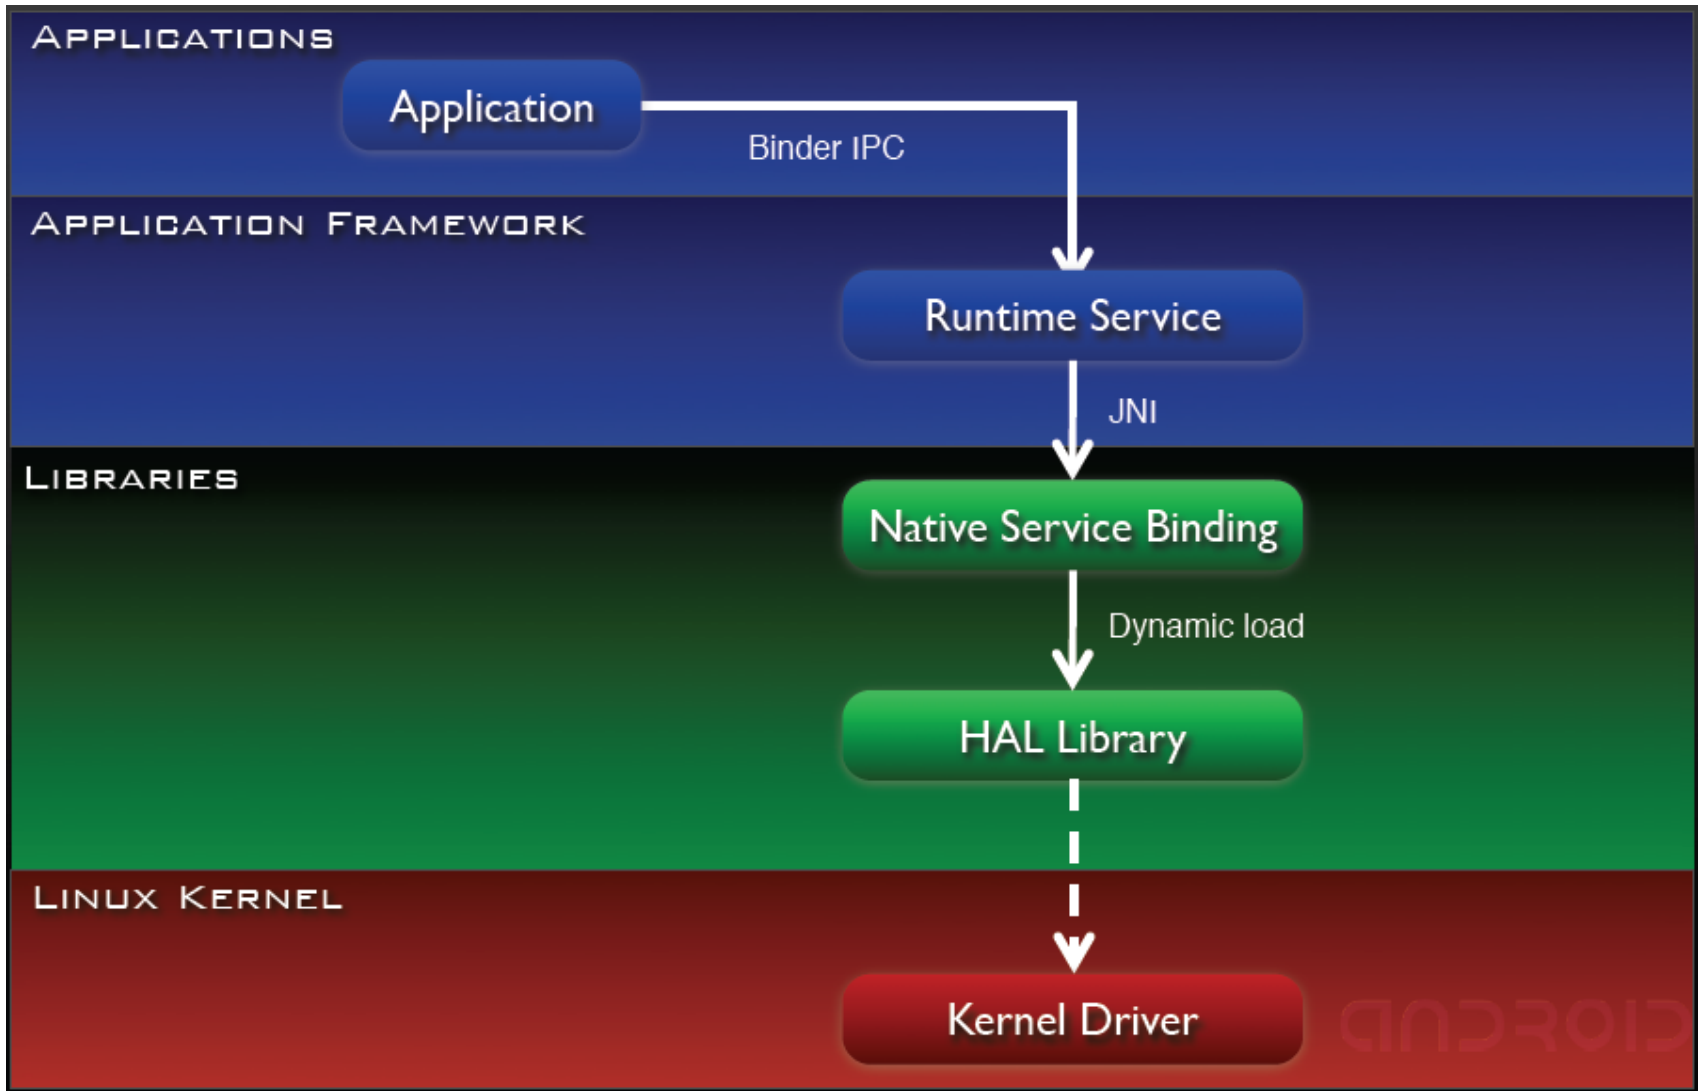 APPLICATIONS
Application
Binder IPC
APPLICATION FRAMEWORK
Runtime Service
JNI
LIBRARIES
Native Service Binding
Dynamic load
HAL Library
LINUX KERNEL
Kernel Driver
ANDROID